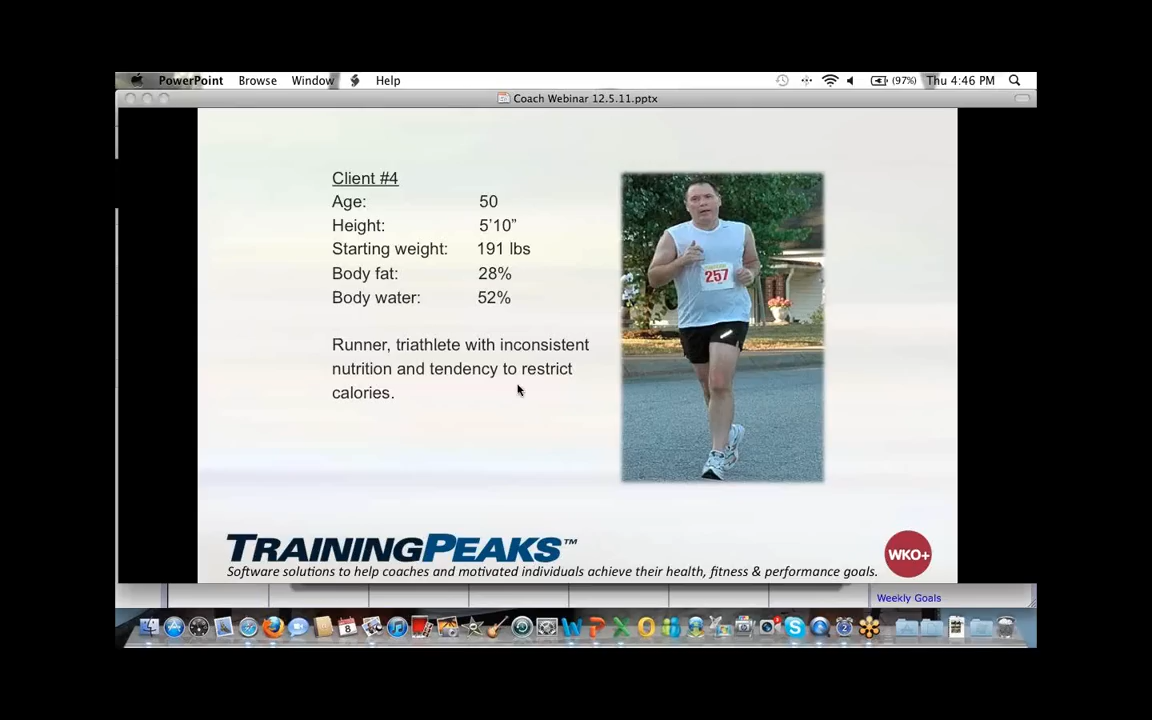 PowerPoint Browse Window Help (97%) Thu 4:46 PM
Coach Webinar 12.5.11.pptx
Client #4
Age: 50
Height: 5'10”
Starting weight: 191 lbs
Body fat: 28%
Body water: 52%
Runner, triathlete with inconsistent
nutrition and tendency to restrict
calories.
257
TRAININGPEAKS™
WKO+
Software solutions to help coaches and motivated individuals achieve their health, fitness & performance goals.
Weekly Goals
8
2